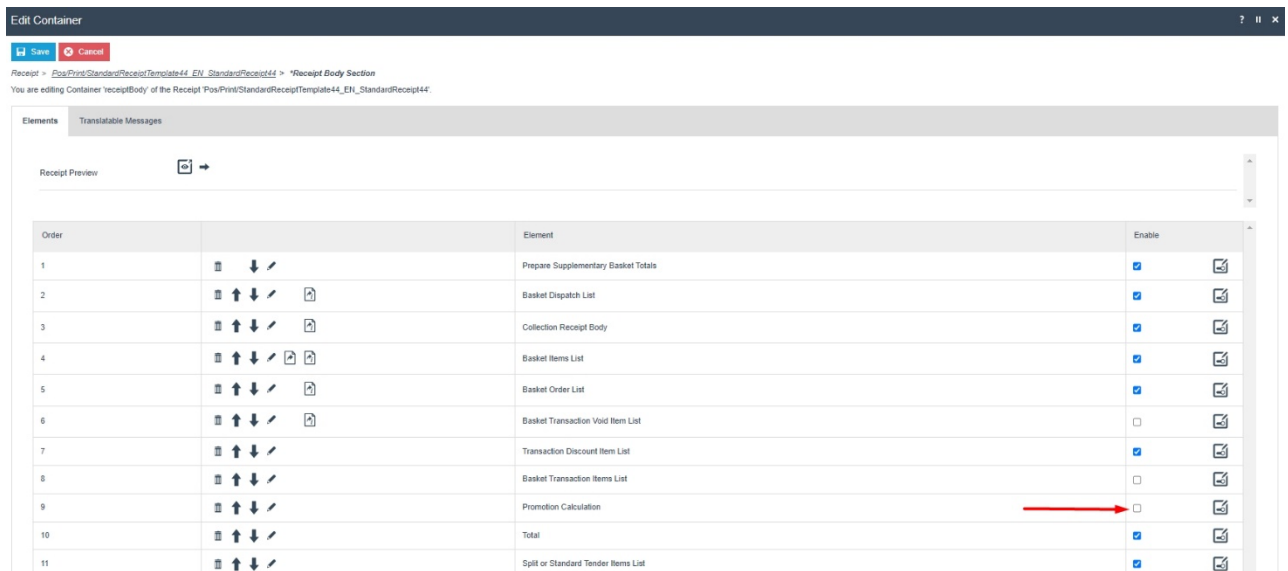 Edit Container
? II X
Save Cancel
Receipt > Pos/Print/StandardReceiptTemplate44_EN_StandardReceipt44 > *Receipt Body Section
You are editing Container 'receiptBody' of the Receipt 'Pos/Print/StandardReceiptTemplate44_EN_StandardReceipt44'.
Elements Translatable Messages
Receipt Preview
Order Element Enable
1 Prepare Supplementary Basket Totals
2 Basket Dispatch List
3 Collection Receipt Body
4 Basket Items List
5 Basket Order List
6 Basket Transaction Void Item List
7 Transaction Discount Item List
8 Basket Transaction Items List
9 Promotion Calculation
10 Total
11 Split or Standard Tender Items List